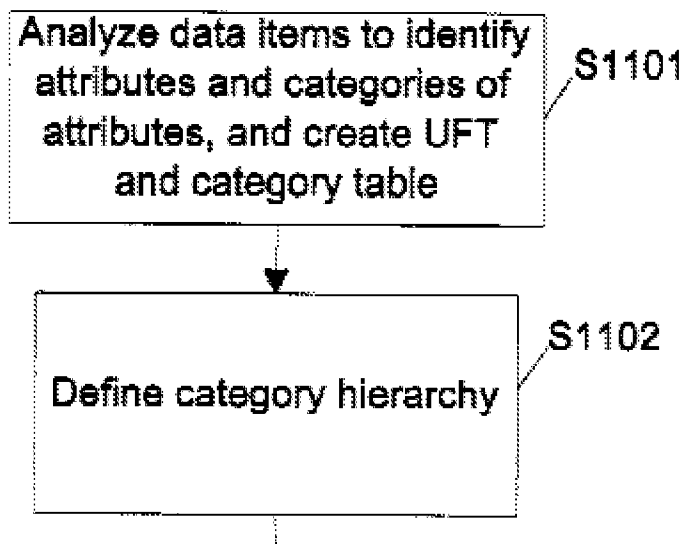 Analyze data items to identify
attributes and categories of
attributes, and create UFT
and category table
S1101
Define category hierarchy
S1102